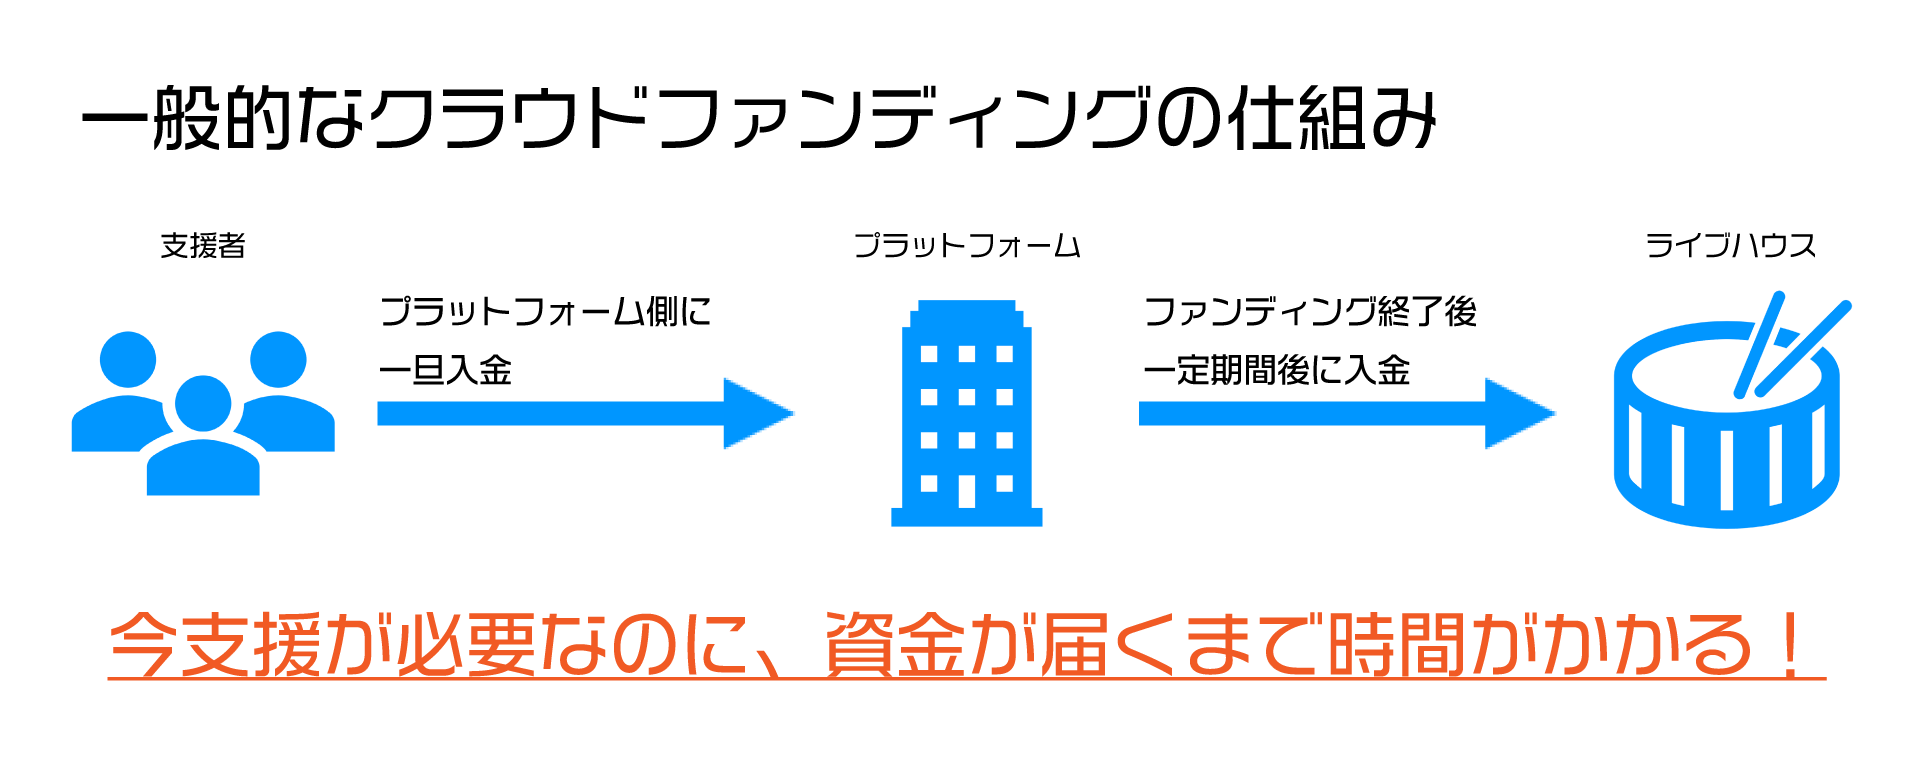 一般的なクラウドファンディングの仕組み
支援者
プラットフォーム
ライブハウス
プラットフォーム側に
一旦入金
ファンディング終了後
一定期間後に入金
今支援が必要なのに、資金が届くまで時間がかかる！